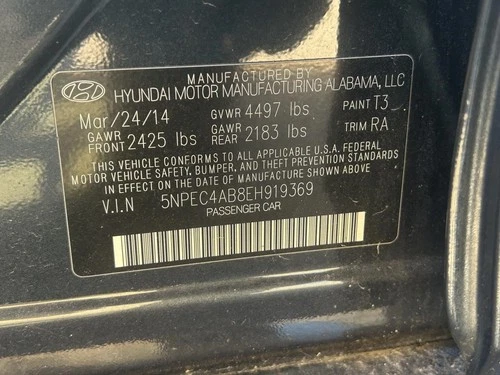 MANUFACTURED BY
HYUNDAI MOTOR MANUFACTURING ALABAMA, LLC
Mar/24/14 GVWR 4497 lbs PAINT T3
GAWR FRONT 2425 lbs GAWR REAR 2183 lbs TRIM RA
THIS VEHICLE CONFORMS TO ALL APPLICABLE U.S.A FEDERAL
MOTOR VEHICLE SAFETY, BUMPER, AND THEFT PREVENTION STANDARDS
IN EFFECT ON THE DATE OF MANUFACTURE SHOWN ABOVE.
V.I.N 5NPEC4AB8EH919369
PASSENGER CAR